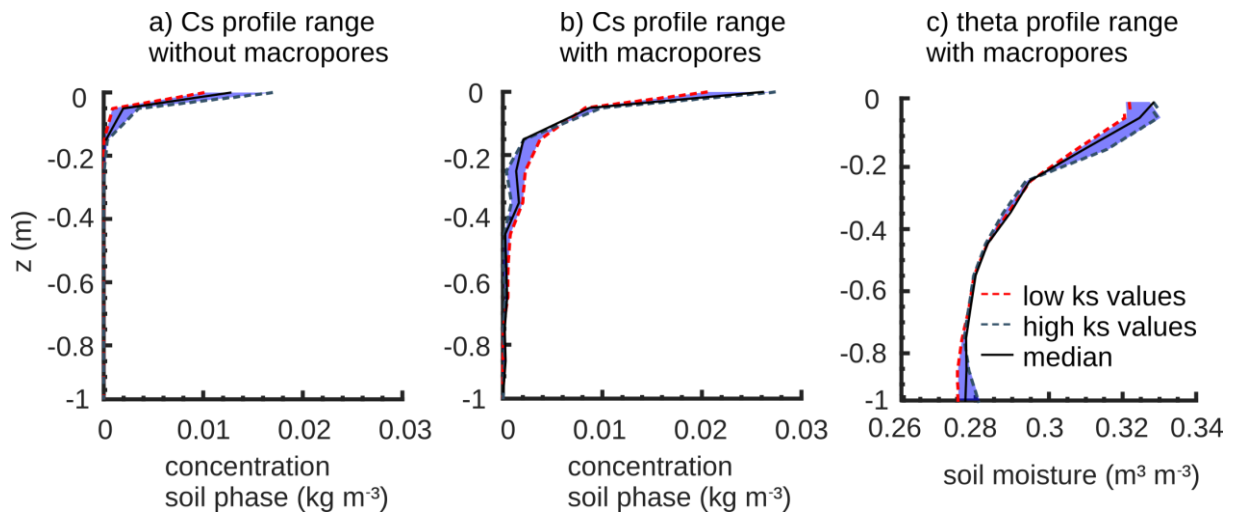 a) Cs profile range
without macropores
b) Cs profile range
with macropores
c) theta profile range
with macropores
z (m)
0
-0.2
-0.4
-0.6
-0.8
-1
0
0.01
0.02
0.03
concentration
soil phase (kg m⁻³)
0
-0.2
-0.4
-0.6
-0.8
-1
0
0.01
0.02
0.03
concentration
soil phase (kg m⁻³)
0
-0.2
-0.4
-0.6
-0.8
-1
0.26
0.28
0.3
0.32
0.34
soil moisture (m³ m⁻³)
low ks values
high ks values
median